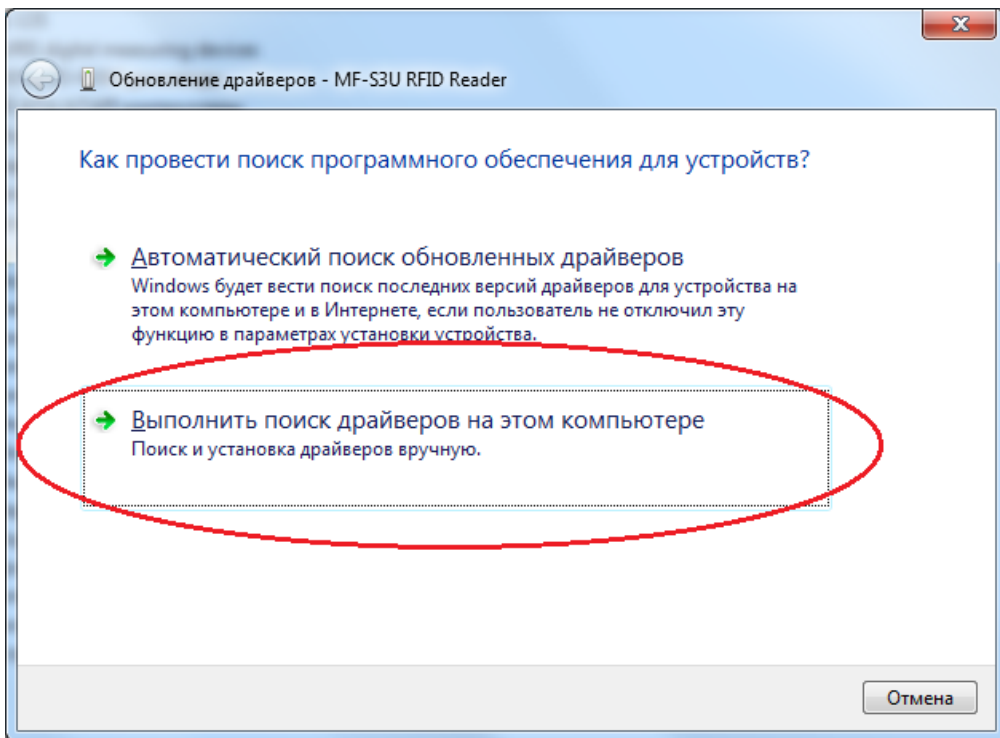 Обновление драйверов - MF-S3U RFID Reader
Как провести поиск программного обеспечения для устройств?
Автоматический поиск обновленных драйверов
Windows будет вести поиск последних версий драйверов для устройства на
этом компьютере и в Интернете, если пользователь не отключил эту
функцию в параметрах установки устройства.
Выполнить поиск драйверов на этом компьютере
Поиск и установка драйверов вручную.
Отмена